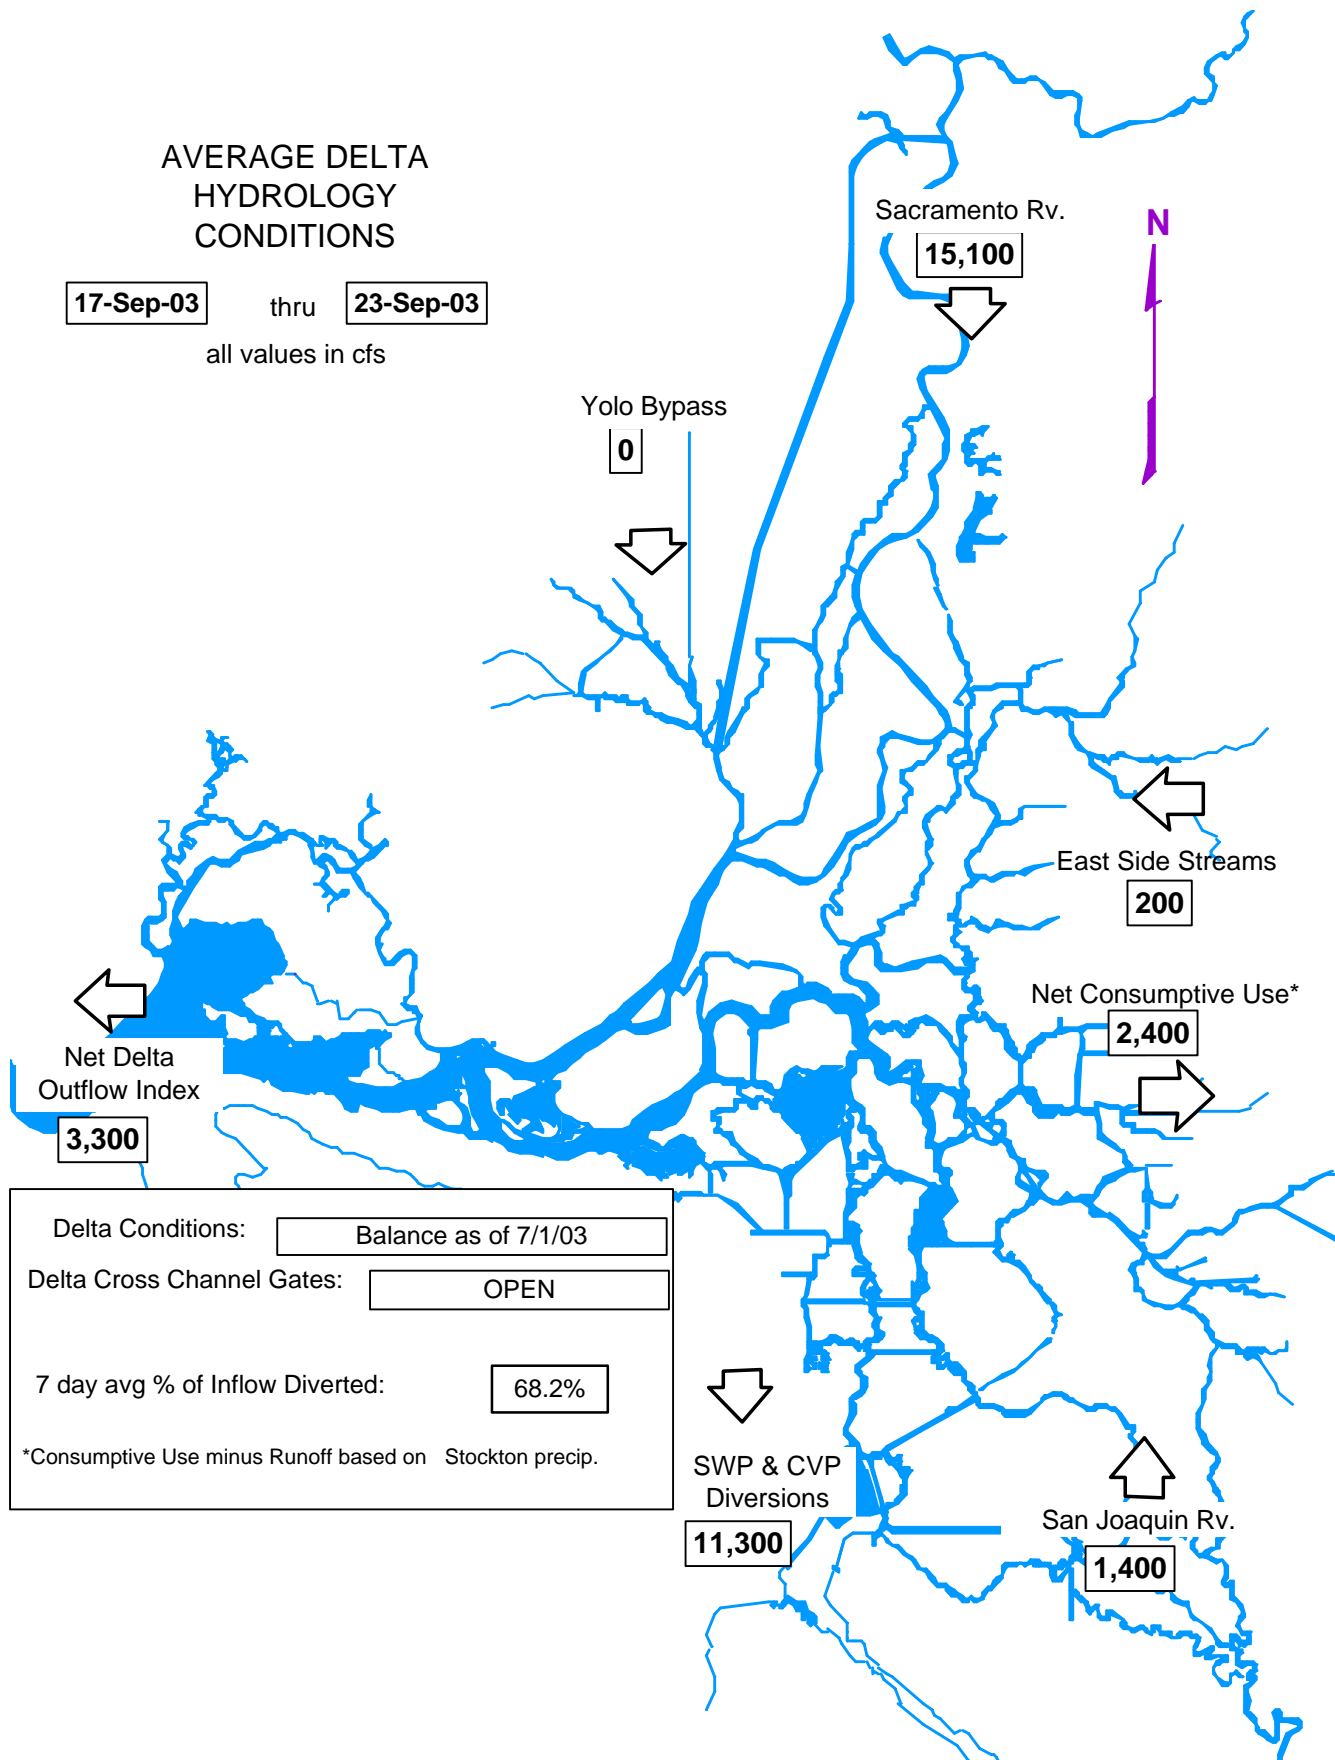 AVERAGE DELTA
HYDROLOGY
CONDITIONS
17-Sep-03 thru 23-Sep-03
all values in cfs
Sacramento Rv.
15,100
N
Yolo Bypass
0
East Side Streams
200
Net Consumptive Use*
2,400
Net Delta
Outflow Index
3,300
Delta Conditions: Balance as of 7/1/03
Delta Cross Channel Gates: OPEN
7 day avg % of Inflow Diverted: 68.2%
*Consumptive Use minus Runoff based on Stockton precip.
SWP & CVP
Diversions
11,300
San Joaquin Rv.
1,400